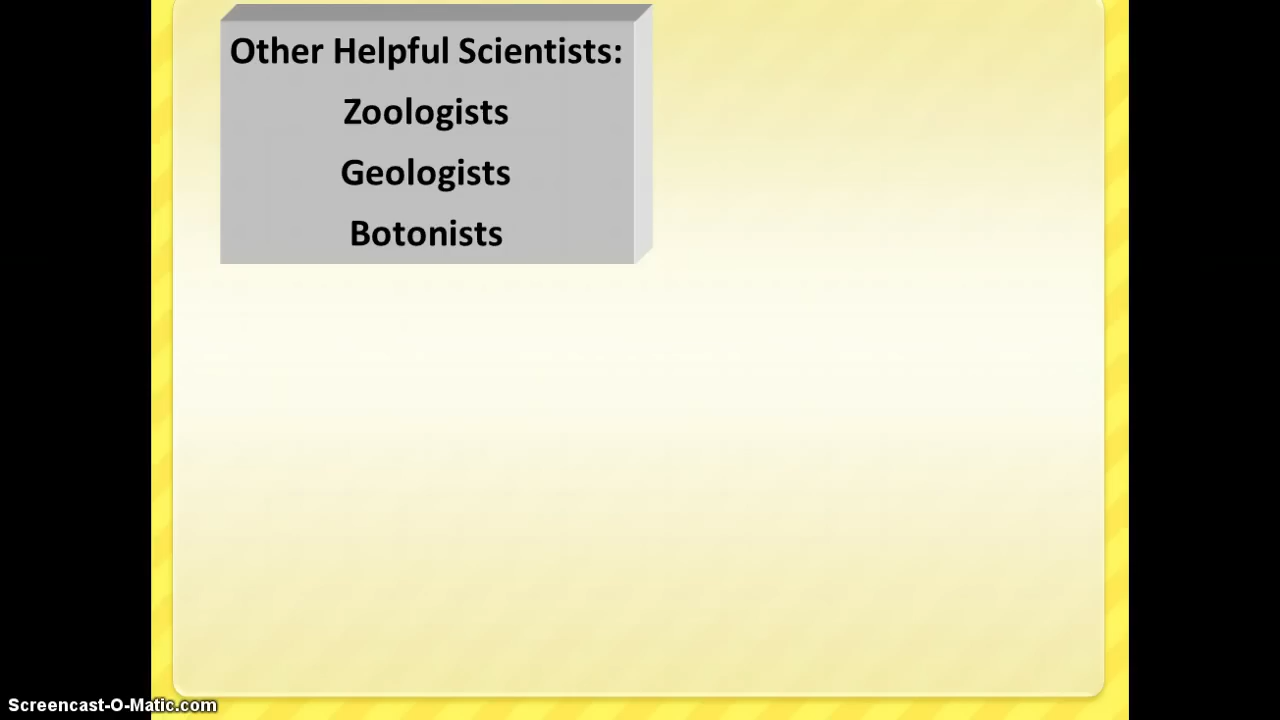 Other Helpful Scientists:
Zoologists
Geologists
Botonists
Screencast-O-Matic.com